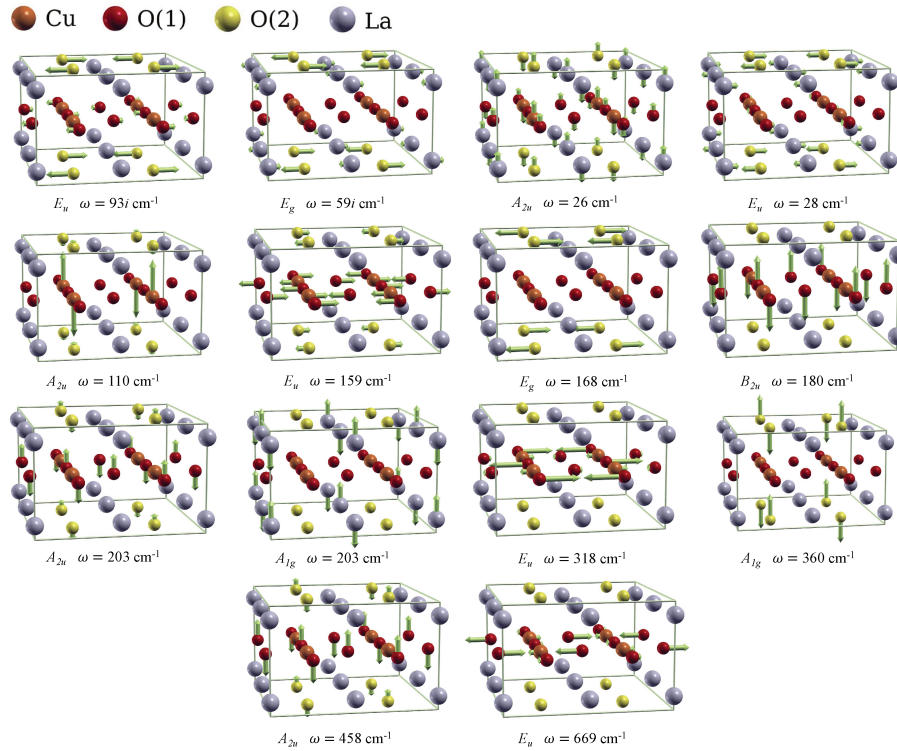 Cu O(1) O(2) La
E_u ω = 93i cm⁻¹ E_g ω = 59i cm⁻¹ A_2u ω = 26 cm⁻¹ E_u ω = 28 cm⁻¹
A_2u ω = 110 cm⁻¹ E_u ω = 159 cm⁻¹ E_g ω = 168 cm⁻¹ B_2u ω = 180 cm⁻¹
A_2u ω = 203 cm⁻¹ A_1g ω = 203 cm⁻¹ E_u ω = 318 cm⁻¹ A_1g ω = 360 cm⁻¹
A_2u ω = 458 cm⁻¹ E_u ω = 669 cm⁻¹